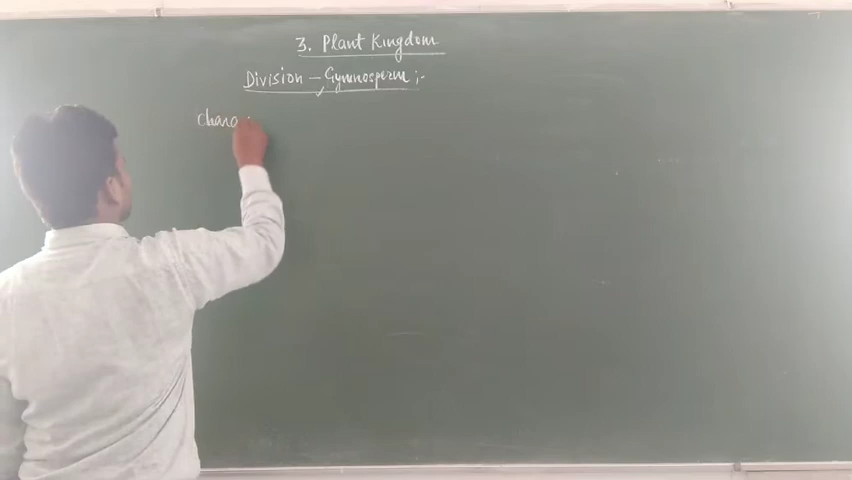 3. Plant Kingdom
Division - Gymnosperm ;-
Chara